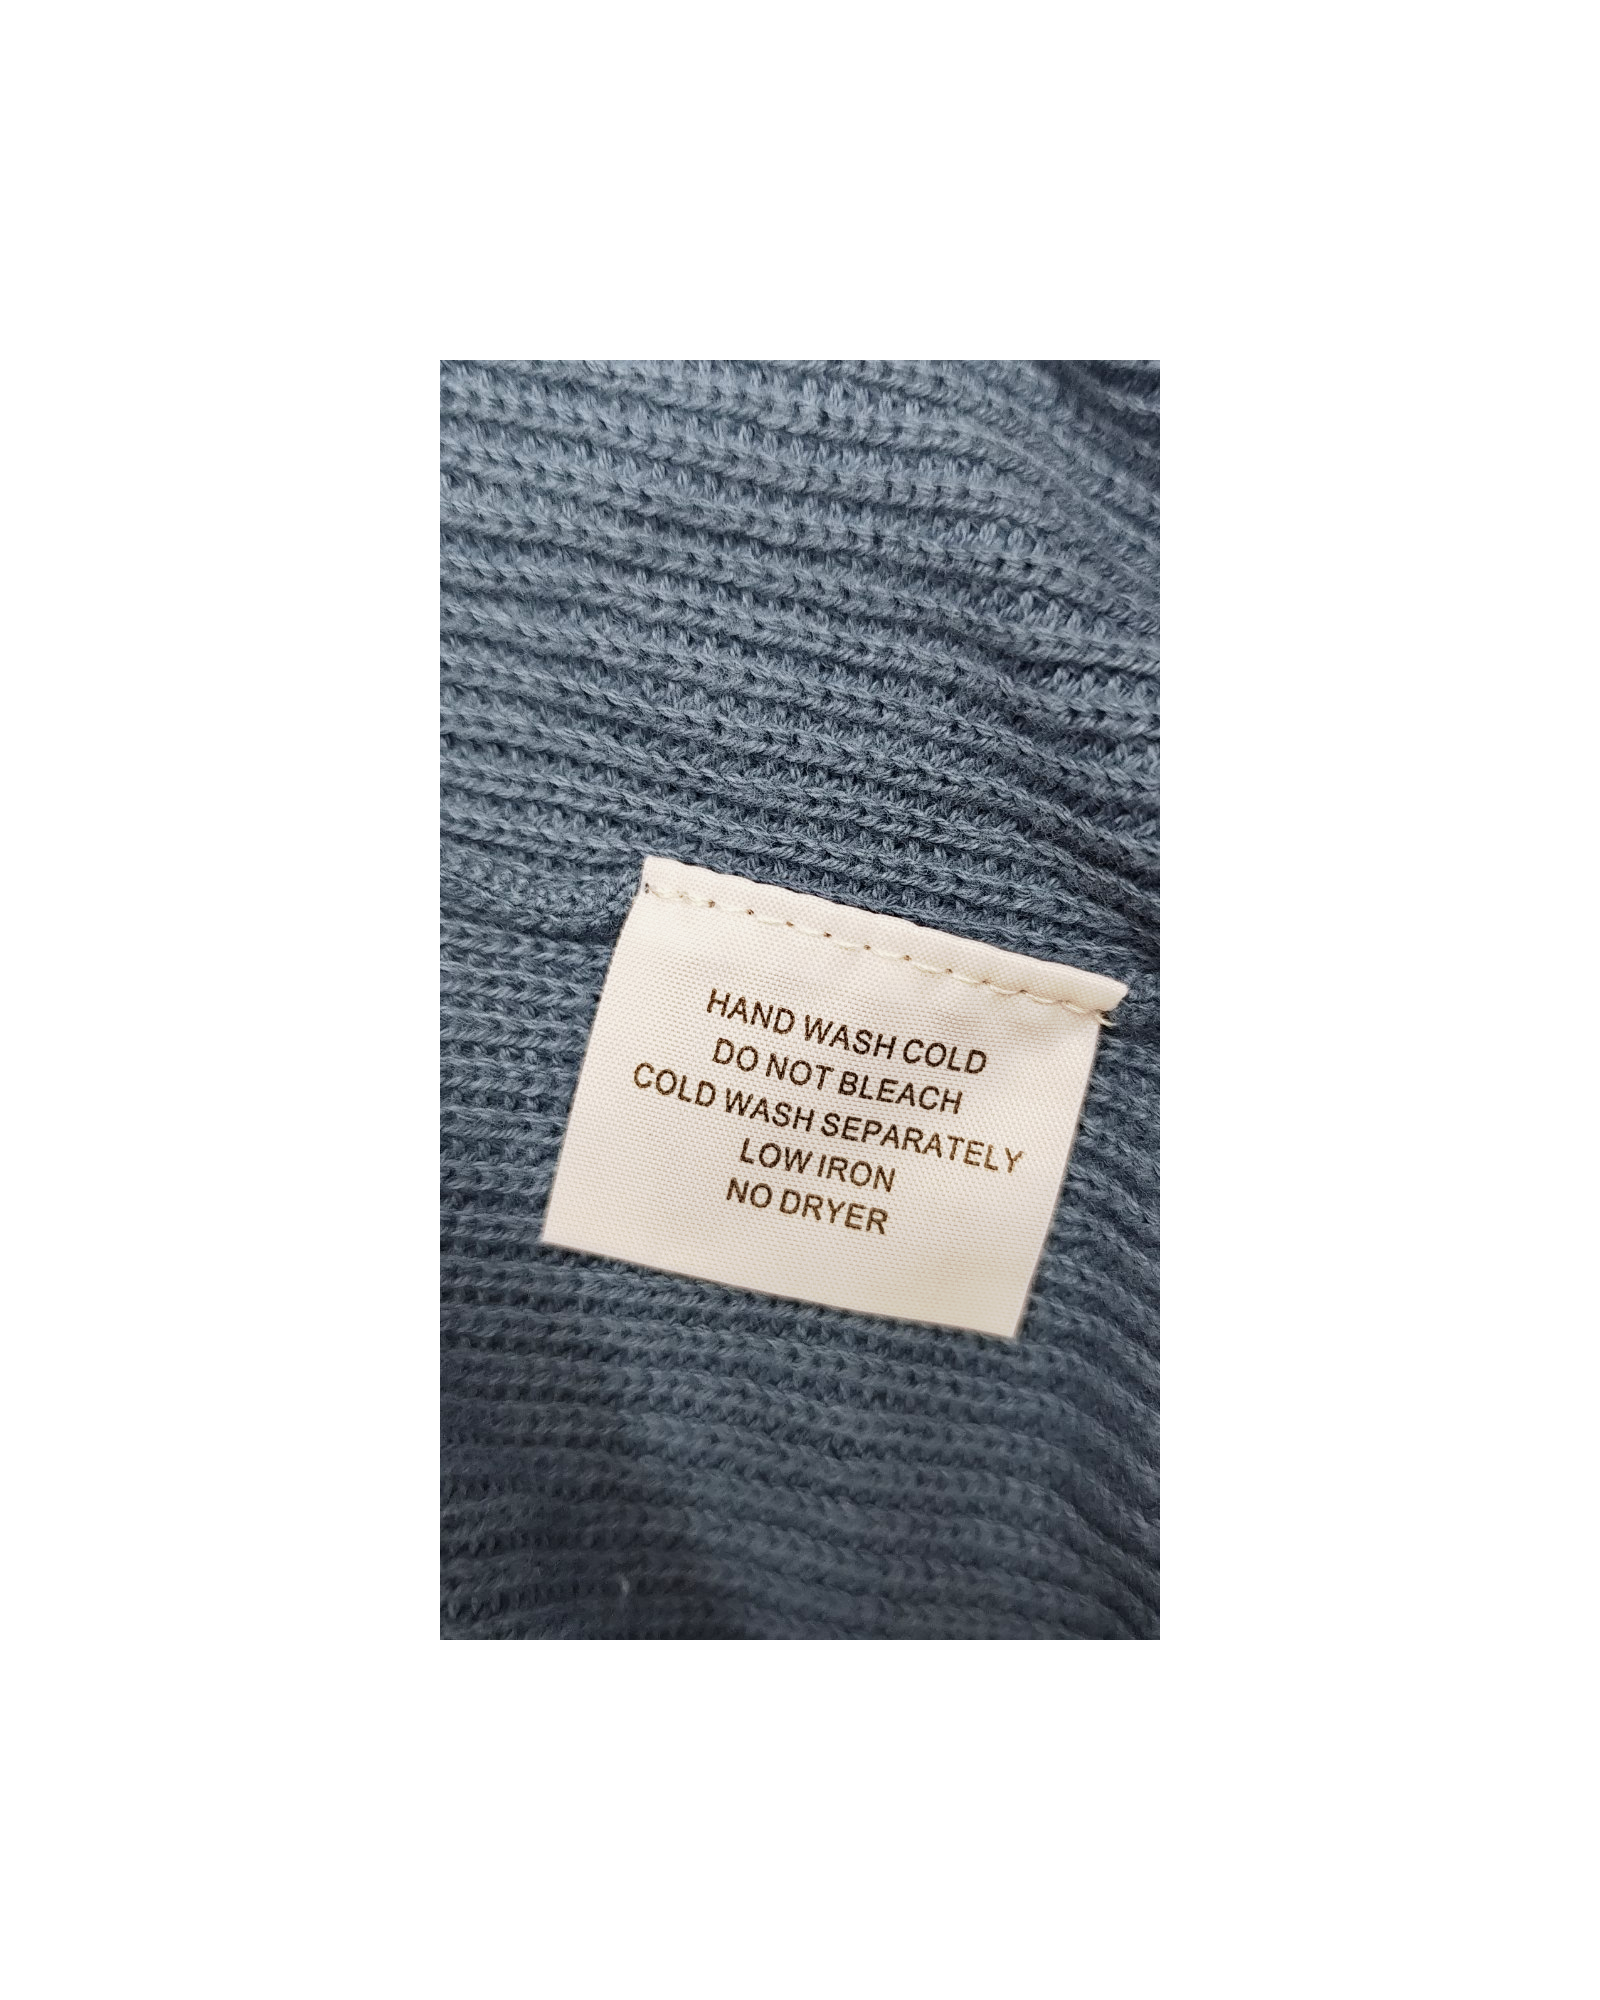 HAND WASH COLD
DO NOT BLEACH
COLD WASH SEPARATELY
LOW IRON
NO DRYER